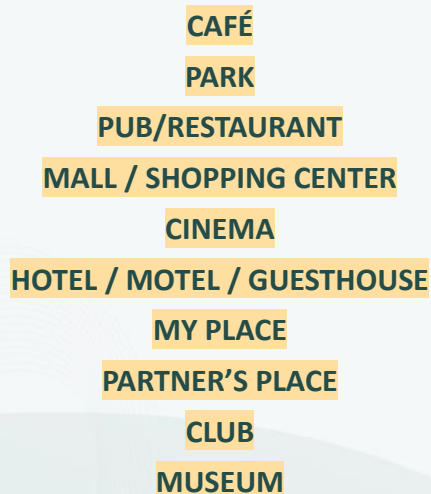 CAFÉ
PARK
PUB/RESTAURANT
MALL / SHOPPING CENTER
CINEMA
HOTEL / MOTEL / GUESTHOUSE
MY PLACE
PARTNER’S PLACE
CLUB
MUSEUM